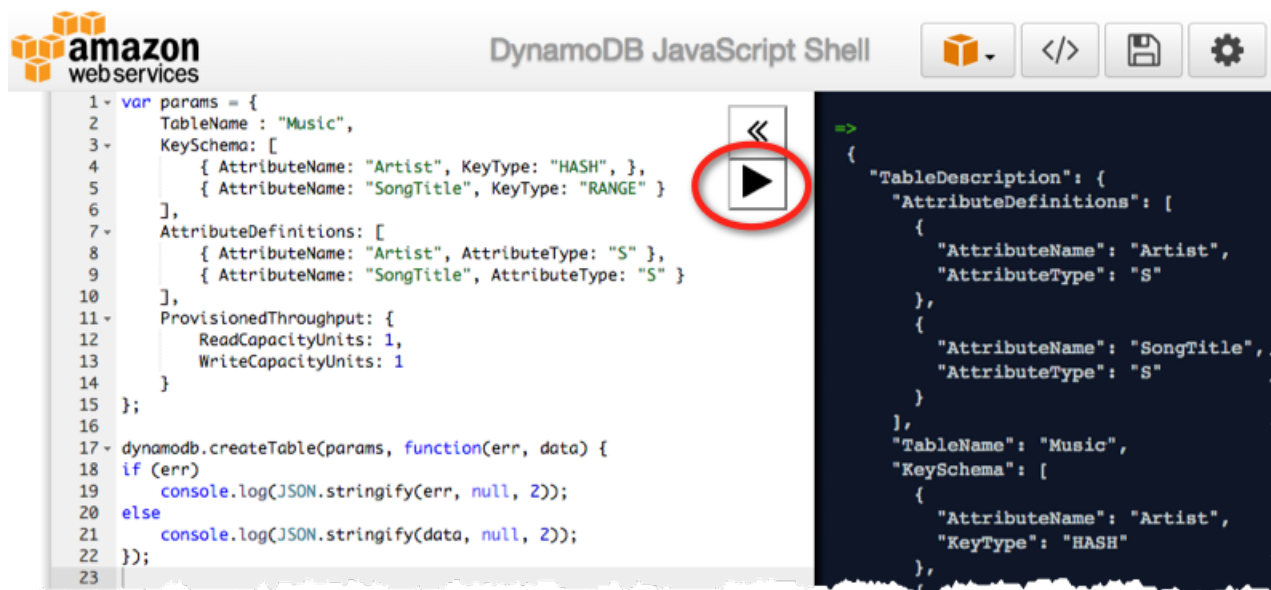 amazon
web services
DynamoDB JavaScript Shell
</>
1 var params = {
2     TableName : "Music",
3     KeySchema: [
4         { AttributeName: "Artist", KeyType: "HASH", },
5         { AttributeName: "SongTitle", KeyType: "RANGE" }
6     ],
7     AttributeDefinitions: [
8         { AttributeName: "Artist", AttributeType: "S" },
9         { AttributeName: "SongTitle", AttributeType: "S" }
10     ],
11     ProvisionedThroughput: {
12         ReadCapacityUnits: 1,
13         WriteCapacityUnits: 1
14     }
15 };
16
17 dynamodb.createTable(params, function(err, data) {
18 if (err)
19     console.log(JSON.stringify(err, null, 2));
20 else
21     console.log(JSON.stringify(data, null, 2));
22 });
23
«
=>
{
  "TableDescription": {
    "AttributeDefinitions": [
      {
        "AttributeName": "Artist",
        "AttributeType": "S"
      },
      {
        "AttributeName": "SongTitle",
        "AttributeType": "S"
      }
    ],
    "TableName": "Music",
    "KeySchema": [
      {
        "AttributeName": "Artist",
        "KeyType": "HASH"
      },